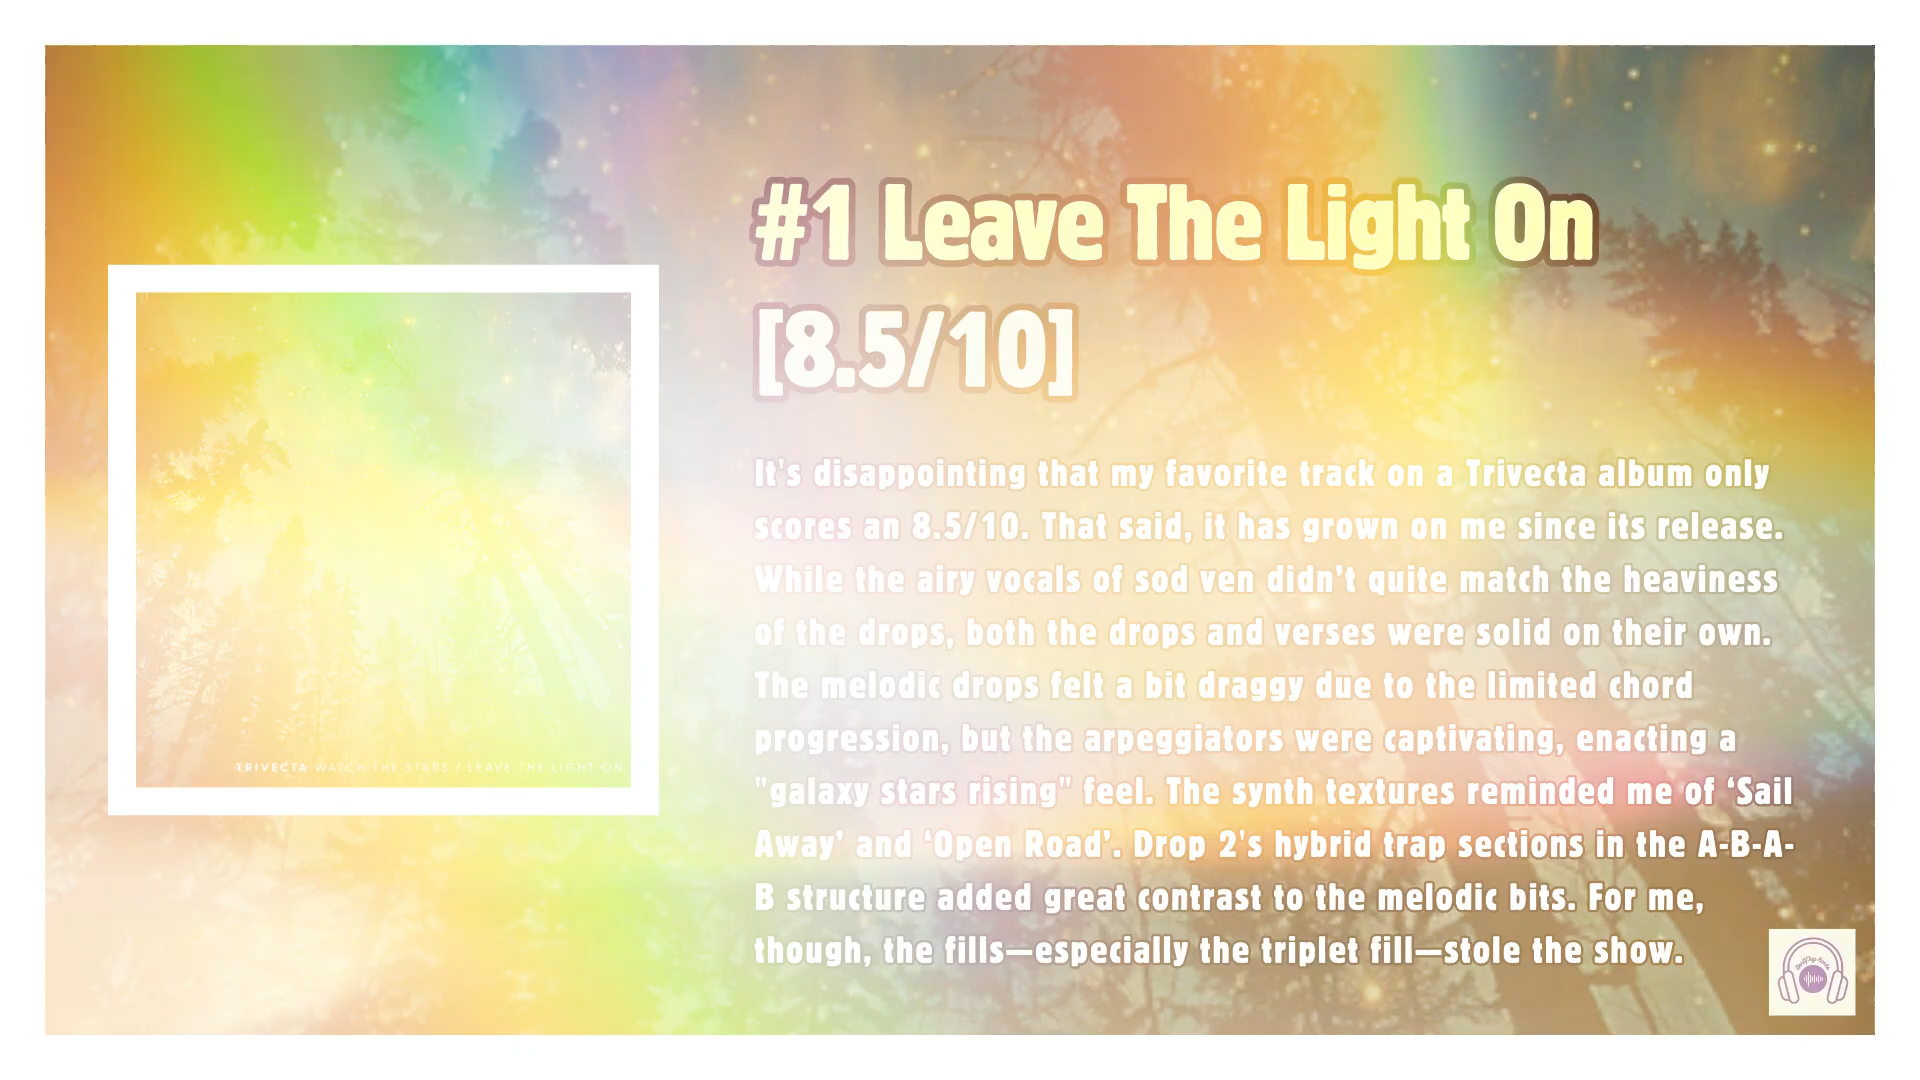 #1 Leave The Light On
[8.5/10]
It's disappointing that my favorite track on a Trivecta album only
scores an 8.5/10. That said, it has grown on me since its release.
While the airy vocals of sod ven didn’t quite match the heaviness
of the drops, both the drops and verses were solid on their own.
The melodic drops felt a bit draggy due to the limited chord
progression, but the arpeggiators were captivating, enacting a
"galaxy stars rising" feel. The synth textures reminded me of ‘Sail
Away’ and ‘Open Road’. Drop 2's hybrid trap sections in the A-B-A-
B structure added great contrast to the melodic bits. For me,
though, the fills—especially the triplet fill—stole the show.
TRIVECTA WATCH THE STARS / LEAVE THE LIGHT ON